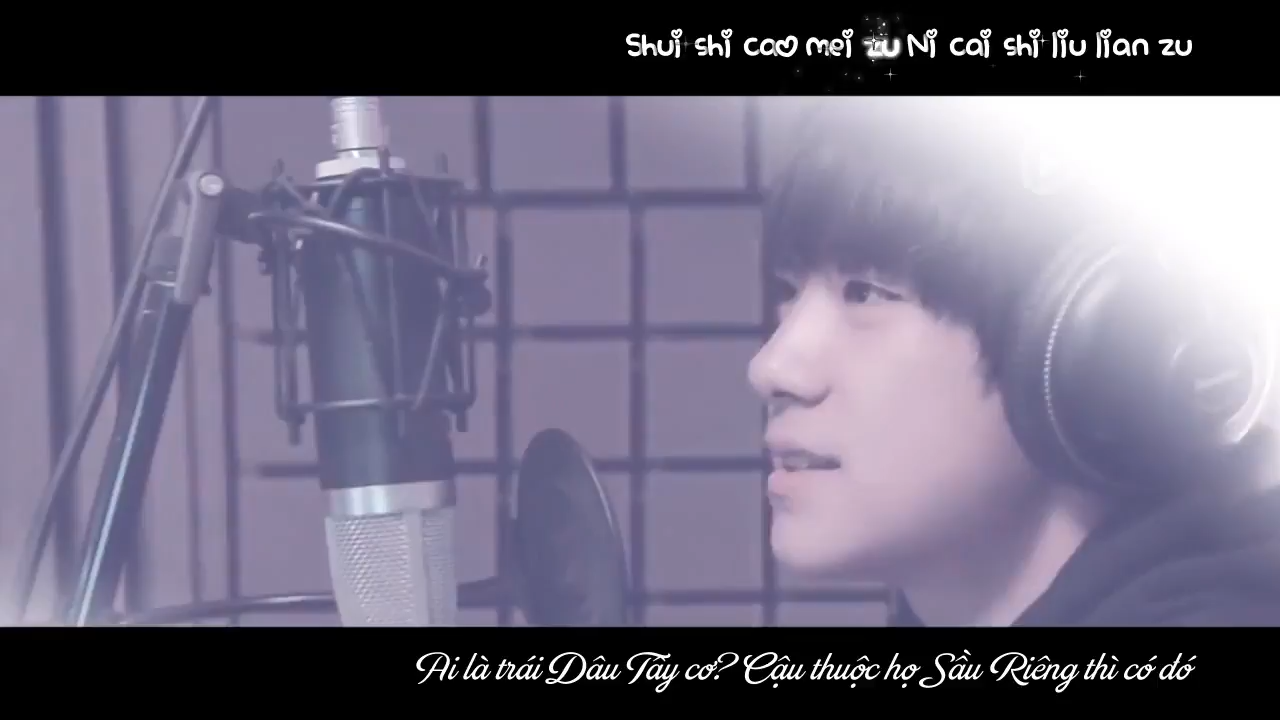 Shui shi cao mei zu Ni cai shi liu lian zu
Ai là trái Dâu Tây cơ? Cậu thuộc họ Sầu Riêng thì có đó